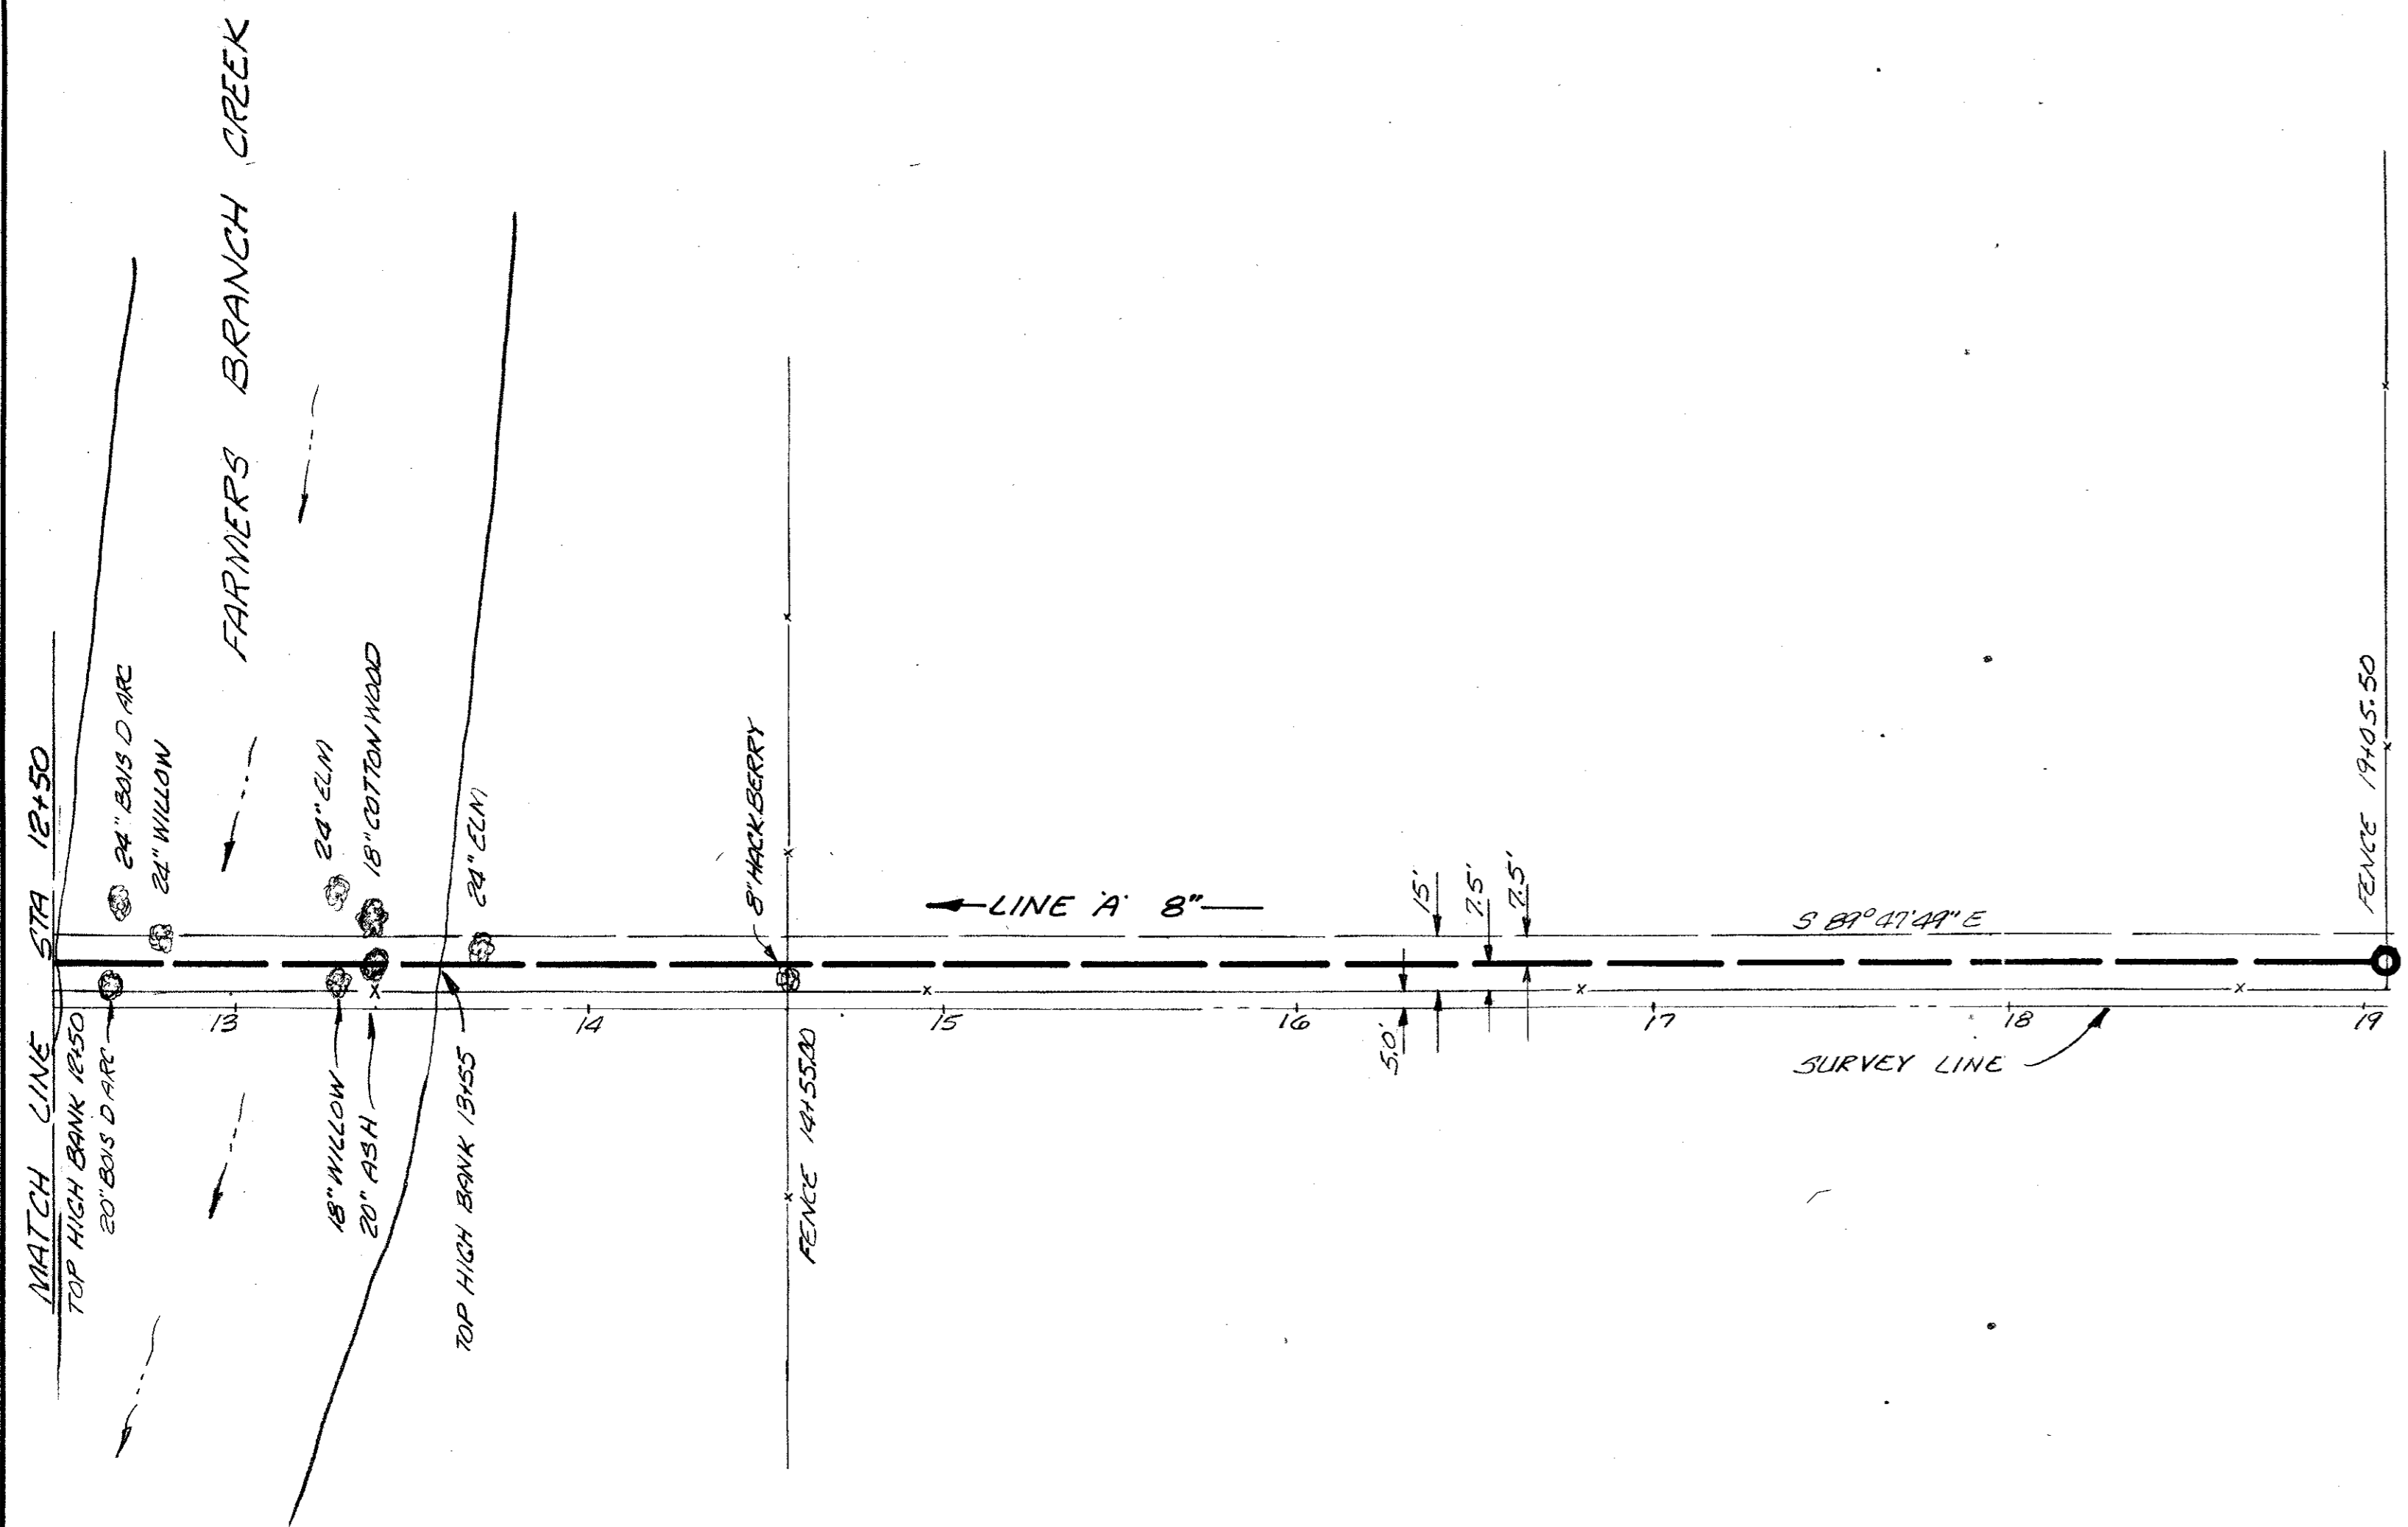 MATCH LINE STA 12+50
TOP HIGH BANK 12+50
20" BOIS D ARC
24" BOIS D ARC
24" WILLOW
FARMERS BRANCH CREEK
24" ELM
18" COTTONWOOD
18" WILLOW
20" ASH
24" ELM
TOP HIGH BANK 13+55
8" HACKBERRY
FENCE 14+55.00
LINE 'A' 8"
15'
7.5'
7.5'
5.0'
S 89° 47' 49" E
FENCE 19+05.50
13 14 15 16 17 18 19
SURVEY LINE